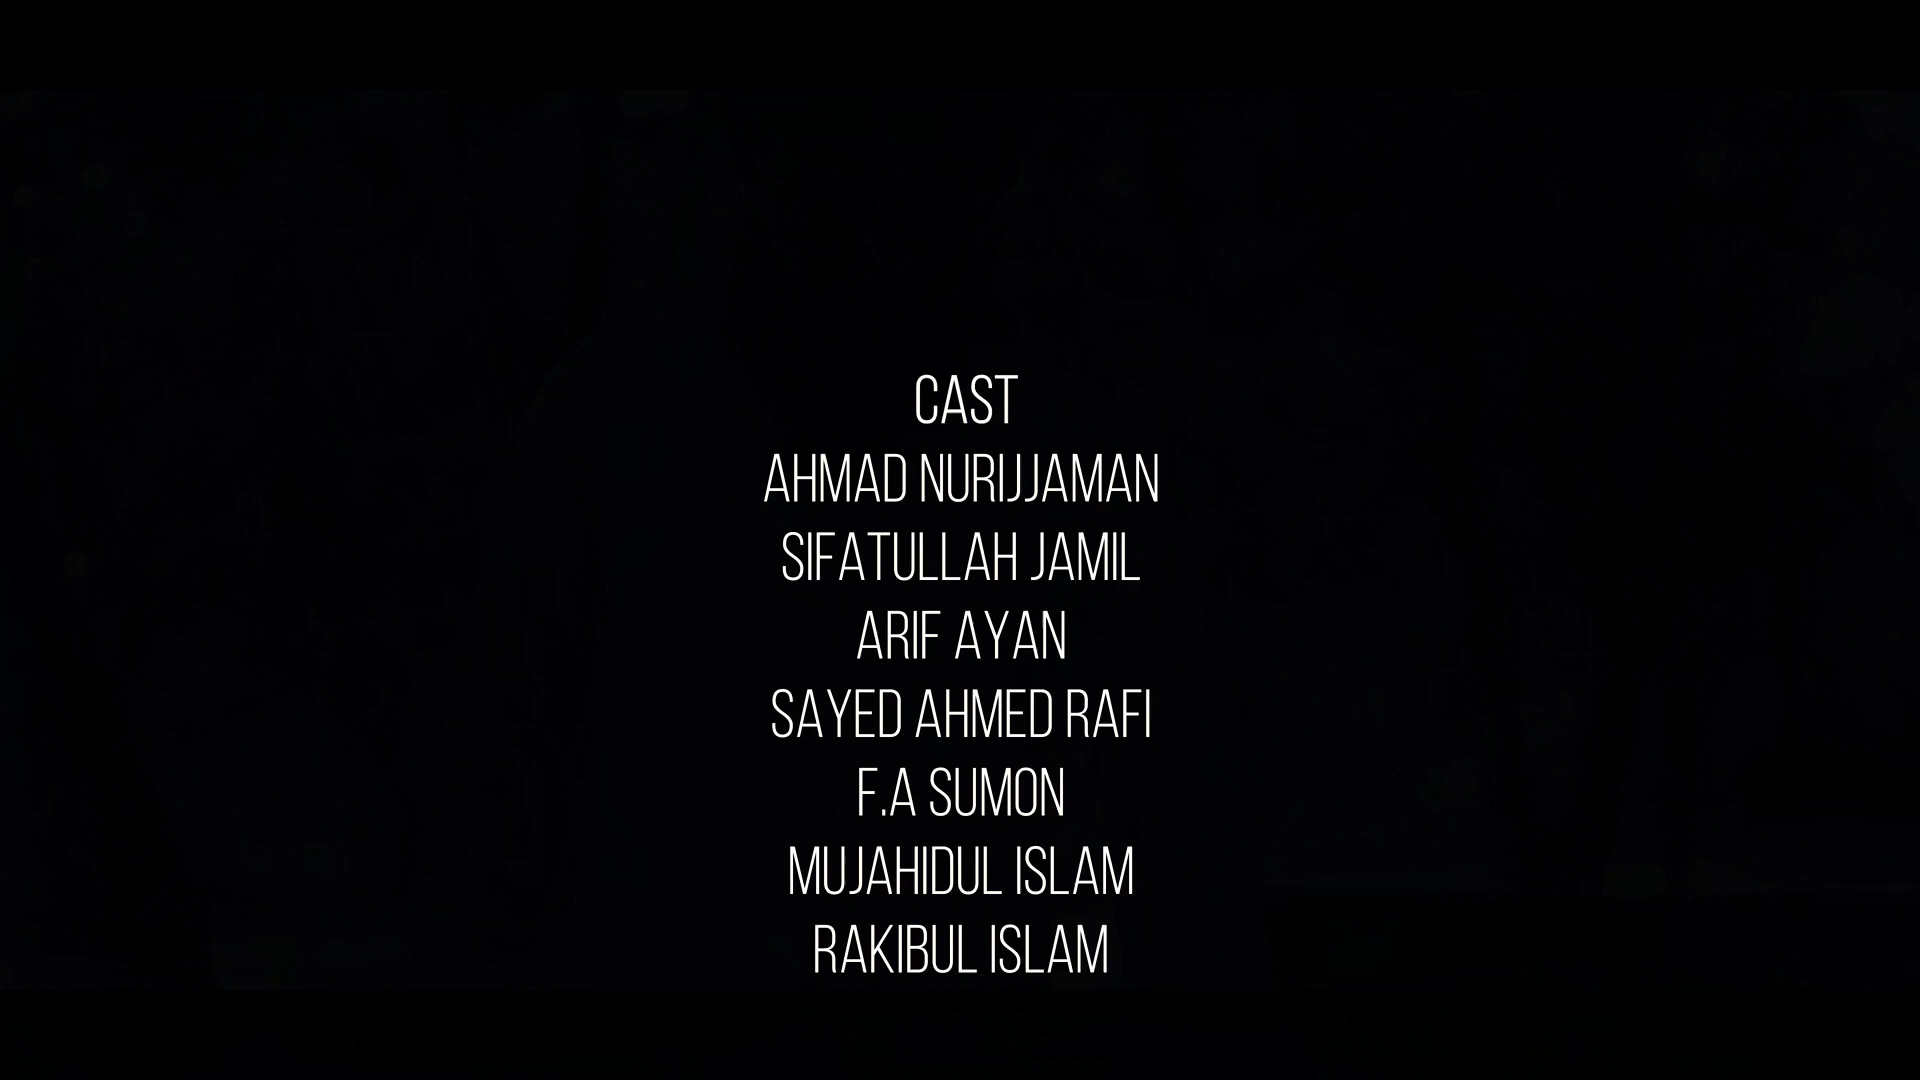 CAST
AHMAD NURIJJAMAN
SIFATULLAH JAMIL
ARIF AYAN
SAYED AHMED RAFI
F.A SUMON
MUJAHIDUL ISLAM
RAKIBUL ISLAM